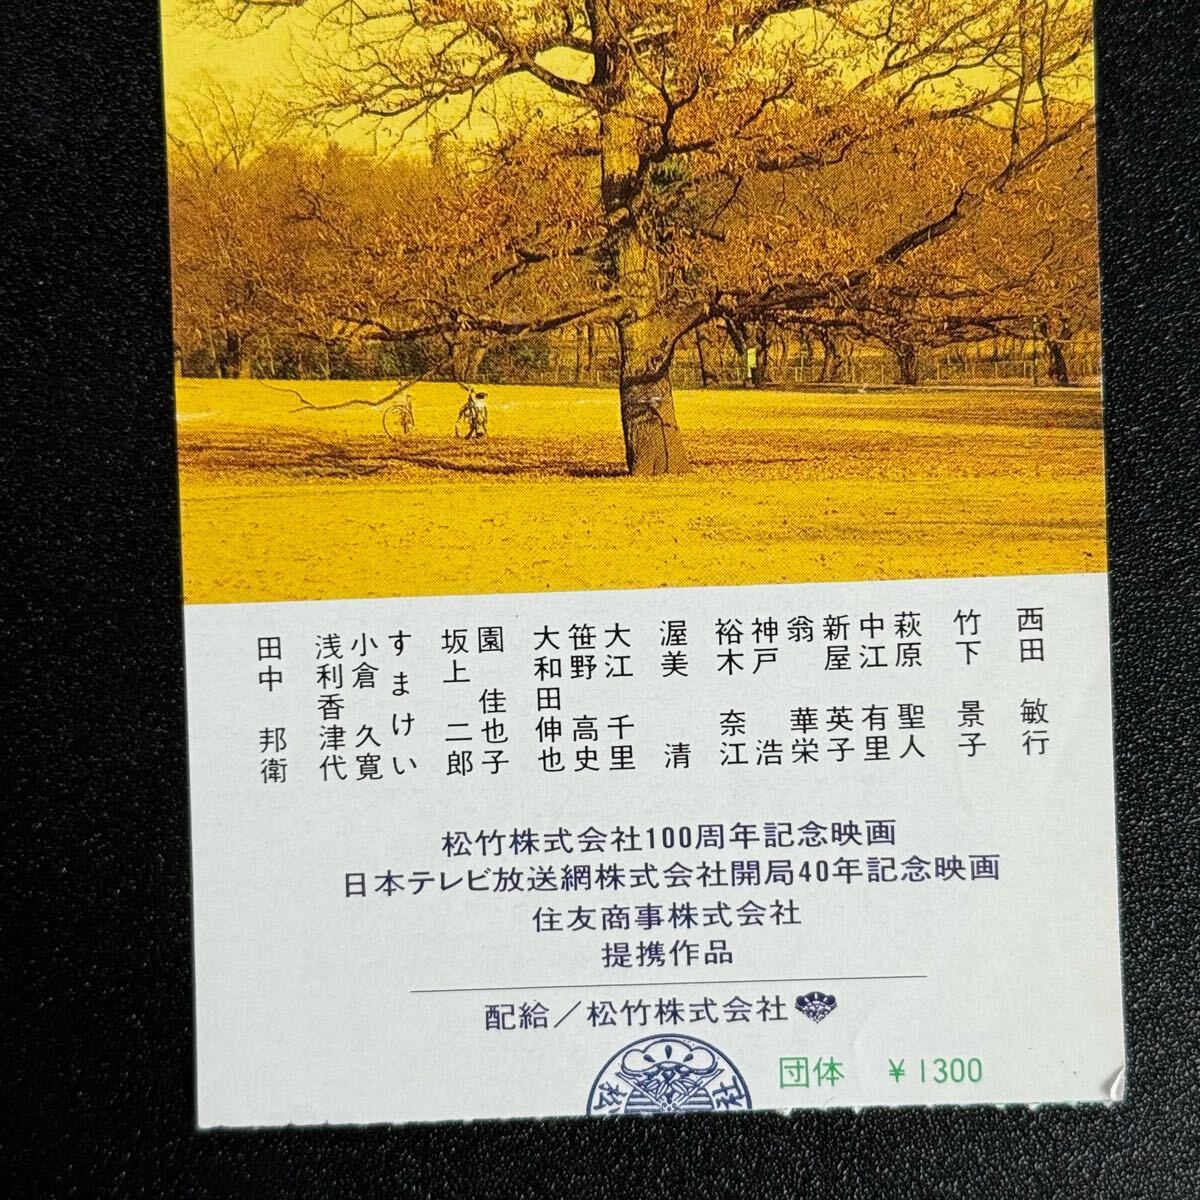 西田 敏行
竹下 景子
萩原 聖人
中江 有里
新屋 英子
翁 華栄
神戸 浩
裕木 奈江
渥美 清
大江 千里
笹野 高史
大和田 伸也
園 佳也子
坂上 二郎
すまけい
小倉 久寛
浅利香津代
田中 邦衛
松竹株式会社100周年記念映画
日本テレビ放送網株式会社開局40年記念映画
住友商事株式会社
提携作品
配給／松竹株式会社
団体 ¥1300
松 社